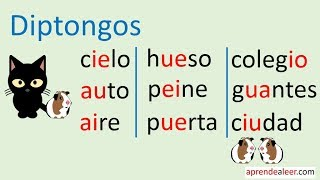 Diptongos
cielo hueso colegio
auto peine guantes
aire puerta ciudad
aprendealeer.com